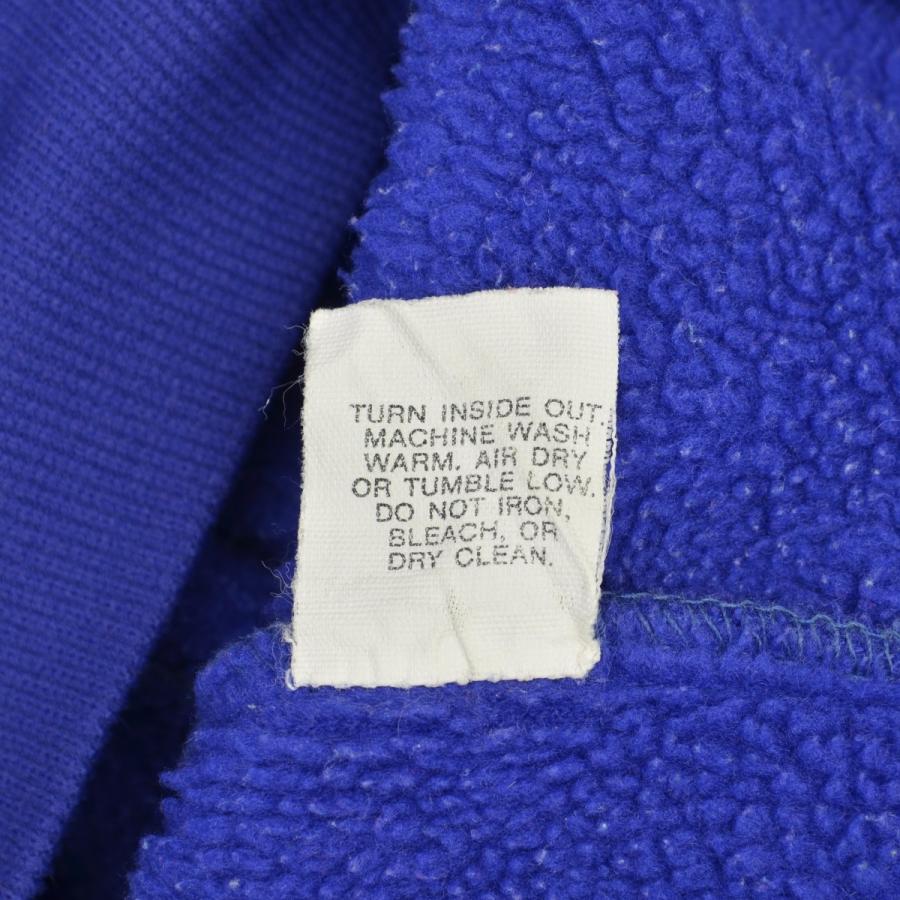 TURN INSIDE OUT.
MACHINE WASH
WARM. AIR DRY
OR TUMBLE LOW.
DO NOT IRON,
BLEACH, OR
DRY CLEAN.